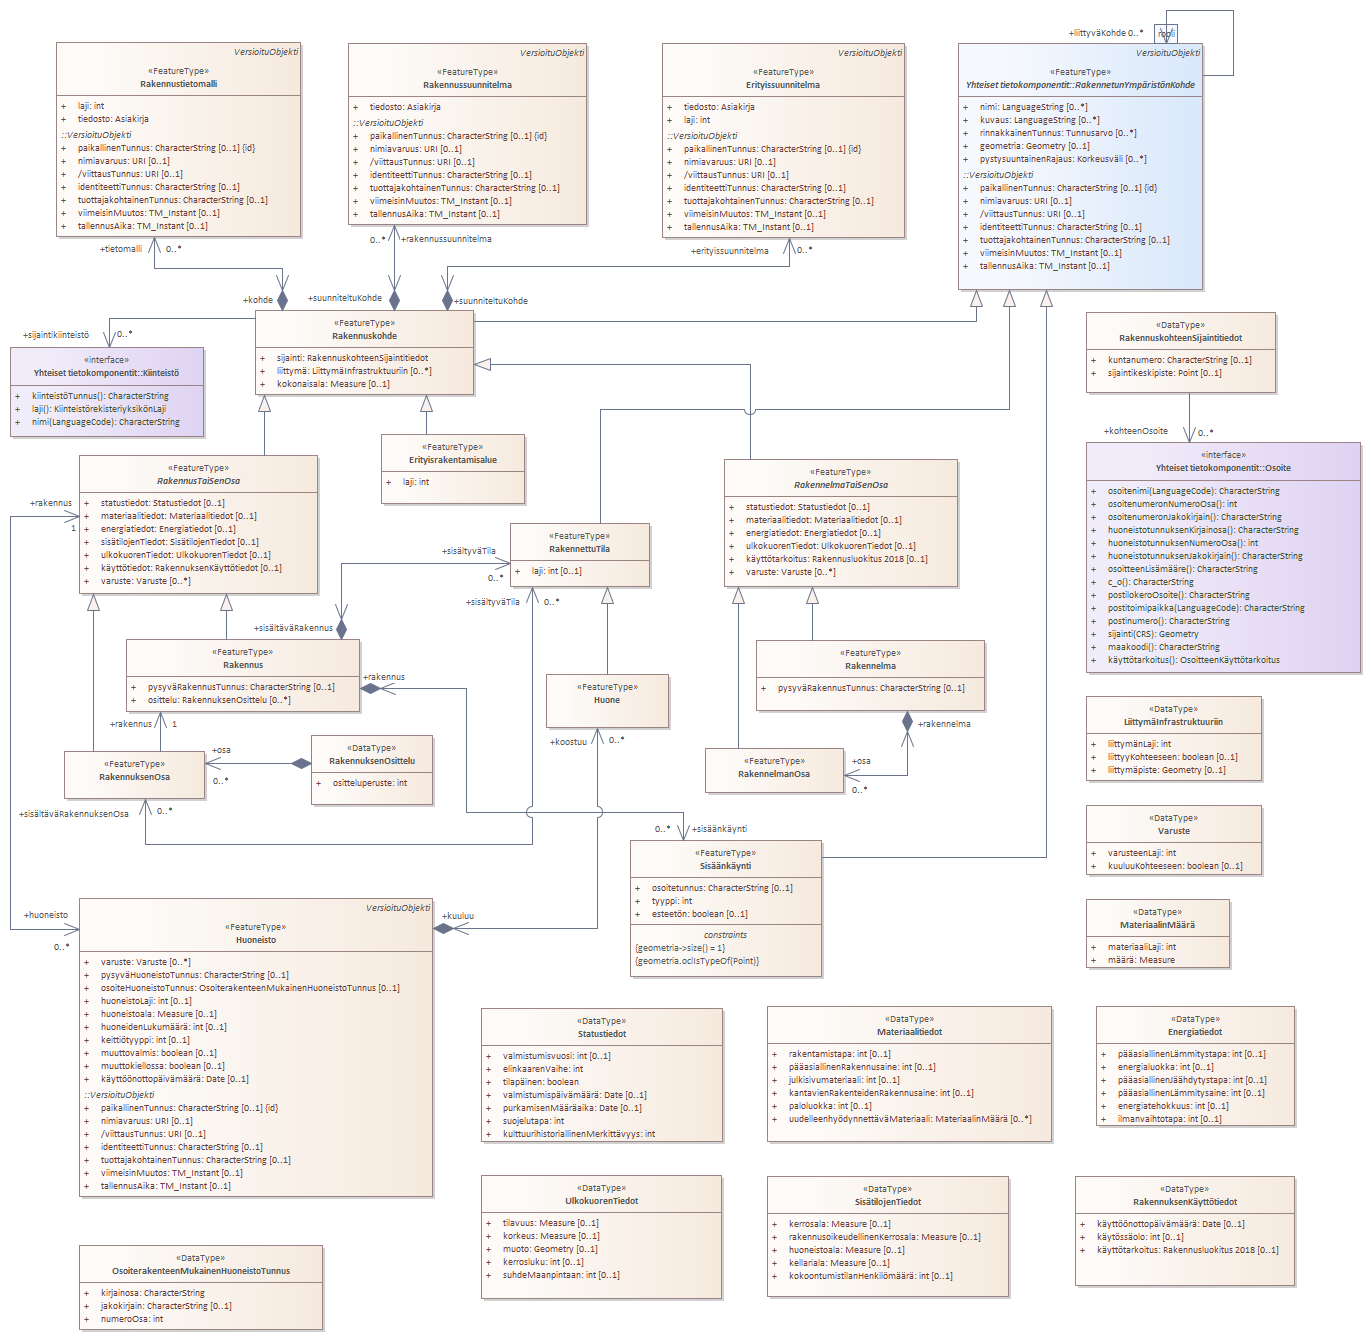 VersioituObjekti
«FeatureType»
Rakennustietomalli
+ laji: int
+ tiedosto: Asiakirja
::VersioituObjekti
+ paikallinenTunnus: CharacterString [0..1] {id}
+ nimiavaruus: URI [0..1]
+ /viittausTunnus: URI [0..1]
+ identiteettiTunnus: CharacterString [0..1]
+ tuottajakohtainenTunnus: CharacterString [0..1]
+ viimeisinMuutos: TM_Instant [0..1]
+ tallennusAika: TM_Instant [0..1]
VersioituObjekti
«FeatureType»
Rakennussuunnitelma
+ tiedosto: Asiakirja
::VersioituObjekti
+ paikallinenTunnus: CharacterString [0..1] {id}
+ nimiavaruus: URI [0..1]
+ /viittausTunnus: URI [0..1]
+ identiteettiTunnus: CharacterString [0..1]
+ tuottajakohtainenTunnus: CharacterString [0..1]
+ viimeisinMuutos: TM_Instant [0..1]
+ tallennusAika: TM_Instant [0..1]
VersioituObjekti
«FeatureType»
Erityissuunnitelma
+ tiedosto: Asiakirja
+ laji: int
::VersioituObjekti
+ paikallinenTunnus: CharacterString [0..1] {id}
+ nimiavaruus: URI [0..1]
+ /viittausTunnus: URI [0..1]
+ identiteettiTunnus: CharacterString [0..1]
+ tuottajakohtainenTunnus: CharacterString [0..1]
+ viimeisinMuutos: TM_Instant [0..1]
+ tallennusAika: TM_Instant [0..1]
+liittyväKohde 0..*
rooli
VersioituObjekti
«FeatureType»
Yhteiset tietokomponentit::RakennetunYmpäristönKohde
+ nimi: LanguageString [0..*]
+ kuvaus: LanguageString [0..*]
+ rinnakkainenTunnus: Tunnusarvo [0..*]
+ geometria: Geometry [0..1]
+ pystysuuntainenRajaus: Korkeusväli [0..*]
::VersioituObjekti
+ paikallinenTunnus: CharacterString [0..1] {id}
+ nimiavaruus: URI [0..1]
+ /viittausTunnus: URI [0..1]
+ identiteettiTunnus: CharacterString [0..1]
+ tuottajakohtainenTunnus: CharacterString [0..1]
+ viimeisinMuutos: TM_Instant [0..1]
+ tallennusAika: TM_Instant [0..1]
+tietomalli 0..*
0..* +rakennussuunnitelma
+erityissuunnitelma 0..*
+kohde
+suunniteltuKohde
+suunniteltuKohde
+sijaintikiinteistö 0..*
«FeatureType»
Rakennuskohde
+ sijainti: RakennuskohteenSijaintitiedot
+ liittymä: LiittymäInfrastruktuuriin [0..*]
+ kokonaisala: Measure [0..1]
«interface»
Yhteiset tietokomponentit::Kiinteistö
+ kiinteistöTunnus(): CharacterString
+ laji(): KiinteistörekisteriyksikönLaji
+ nimi(LanguageCode): CharacterString
«DataType»
RakennuskohteenSijaintitiedot
+ kuntanumero: CharacterString [0..1]
+ sijaintikeskipiste: Point [0..1]
+kohteenOsoite 0..*
«interface»
Yhteiset tietokomponentit::Osoite
+ osoitenimi(LanguageCode): CharacterString
+ osoitenumeronNumeroOsa(): int
+ osoitenumeronJakokirjain(): CharacterString
+ huoneistotunnuksenKirjainosa(): CharacterString
+ huoneistotunnuksenNumeroOsa(): int
+ huoneistotunnuksenJakokirjain(): CharacterString
+ osoitteenLisämääre(): CharacterString
+ c_o(): CharacterString
+ postilokeroOsoite(): CharacterString
+ postitoimipaikka(LanguageCode): CharacterString
+ postinumero(): CharacterString
+ sijainti(CRS): Geometry
+ maakoodi(): CharacterString
+ käyttötarkoitus(): OsoitteenKäyttötarkoitus
«FeatureType»
RakennusTaiSenOsa
+ statustiedot: Statustiedot [0..1]
+ materiaalitiedot: Materiaalitiedot [0..1]
+ energiatiedot: Energiatiedot [0..1]
+ sisätilojenTiedot: SisätilojenTiedot [0..1]
+ ulkokuorenTiedot: UlkokuorenTiedot [0..1]
+ käyttötiedot: RakennuksenKäyttötiedot [0..1]
+ varuste: Varuste [0..*]
+rakennus
1
«FeatureType»
Erityisrakentamisalue
+ laji: int
«FeatureType»
RakennettuTila
+ laji: int [0..1]
+sisältyväTila
0..*
+sisältyväTila 0..*
+sisältäväRakennus
«FeatureType»
RakennelmaTaiSenOsa
+ statustiedot: Statustiedot [0..1]
+ materiaalitiedot: Materiaalitiedot [0..1]
+ energiatiedot: Energiatiedot [0..1]
+ ulkokuorenTiedot: UlkokuorenTiedot [0..1]
+ käyttötarkoitus: Rakennusluokitus 2018 [0..1]
+ varuste: Varuste [0..*]
«FeatureType»
Rakennus
+ pysyväRakennusTunnus: CharacterString [0..1]
+ osittelu: RakennuksenOsittelu [0..*]
+rakennus
+rakennus 1
«FeatureType»
Huone
+koostuu 0..*
«FeatureType»
Rakennelma
+ pysyväRakennusTunnus: CharacterString [0..1]
+rakennelma
«FeatureType»
RakennuksenOsa
+osa
0..*
+sisältäväRakennuksenOsa 0..*
«DataType»
RakennuksenOsittelu
+ ositteluperuste: int
«FeatureType»
RakennelmanOsa
+osa
0..*
«DataType»
LiittymäInfrastruktuuriin
+ liittymänLaji: int
+ liittyyKohteeseen: boolean [0..1]
+ liittymäpiste: Geometry [0..1]
«DataType»
Varuste
+ varusteenLaji: int
+ kuuluuKohteeseen: boolean [0..1]
«DataType»
MateriaalinMäärä
+ materiaaliLaji: int
+ määrä: Measure
0..* +sisäänkäynti
«FeatureType»
Sisäänkäynti
+ osoitetunnus: CharacterString [0..1]
+ tyyppi: int
+ esteetön: boolean [0..1]
constraints
{geometria->size() = 1}
{geometria.oclIsTypeOf(Point)}
+huoneisto
0..*
+kuuluu
VersioituObjekti
«FeatureType»
Huoneisto
+ varuste: Varuste [0..*]
+ pysyväHuoneistoTunnus: CharacterString [0..1]
+ osoiteHuoneistoTunnus: OsoiterakenteenMukainenHuoneistoTunnus [0..1]
+ huoneistoLaji: int [0..1]
+ huoneistoala: Measure [0..1]
+ huoneidenLukumäärä: int [0..1]
+ keittiötyyppi: int [0..1]
+ muuttovalmis: boolean [0..1]
+ muuttokiellossa: boolean [0..1]
+ käyttöönottopäivämäärä: Date [0..1]
::VersioituObjekti
+ paikallinenTunnus: CharacterString [0..1] {id}
+ nimiavaruus: URI [0..1]
+ /viittausTunnus: URI [0..1]
+ identiteettiTunnus: CharacterString [0..1]
+ tuottajakohtainenTunnus: CharacterString [0..1]
+ viimeisinMuutos: TM_Instant [0..1]
+ tallennusAika: TM_Instant [0..1]
«DataType»
Statustiedot
+ valmistumisvuosi: int [0..1]
+ elinkaarenVaihe: int
+ tilapäinen: boolean
+ valmistumispäivämäärä: Date [0..1]
+ purkamisenMääräaika: Date [0..1]
+ suojelutapa: int
+ kulttuurihistoriallinenMerkittävyys: int
«DataType»
Materiaalitiedot
+ rakentamistapa: int [0..1]
+ pääasiallinenRakennusaine: int [0..1]
+ julkisivumateriaali: int [0..1]
+ kantavienRakenteidenRakennusaine: int [0..1]
+ paloluokka: int [0..1]
+ uudelleenhyödynnettäväMateriaali: MateriaalinMäärä [0..*]
«DataType»
Energiatiedot
+ pääasiallinenLämmitystapa: int [0..1]
+ energialuokka: int [0..1]
+ pääasiallinenJäähdytystapa: int [0..1]
+ pääasiallinenLämmitysaine: int [0..1]
+ energiatehokkuus: int [0..1]
+ ilmanvaihtotapa: int [0..1]
«DataType»
UlkokuorenTiedot
+ tilavuus: Measure [0..1]
+ korkeus: Measure [0..1]
+ muoto: Geometry [0..1]
+ kerrosluku: int [0..1]
+ suhdeMaanpintaan: int [0..1]
«DataType»
SisätilojenTiedot
+ kerrosala: Measure [0..1]
+ rakennusoikeudellinenKerrosala: Measure [0..1]
+ huoneistoala: Measure [0..1]
+ kellariala: Measure [0..1]
+ kokoontumistilanHenkilömäärä: int [0..1]
«DataType»
RakennuksenKäyttötiedot
+ käyttöönottopäivämäärä: Date [0..1]
+ käytössäolo: int [0..1]
+ käyttötarkoitus: Rakennusluokitus 2018 [0..1]
«DataType»
OsoiterakenteenMukainenHuoneistoTunnus
+ kirjainosa: CharacterString
+ jakokirjain: CharacterString [0..1]
+ numeroOsa: int